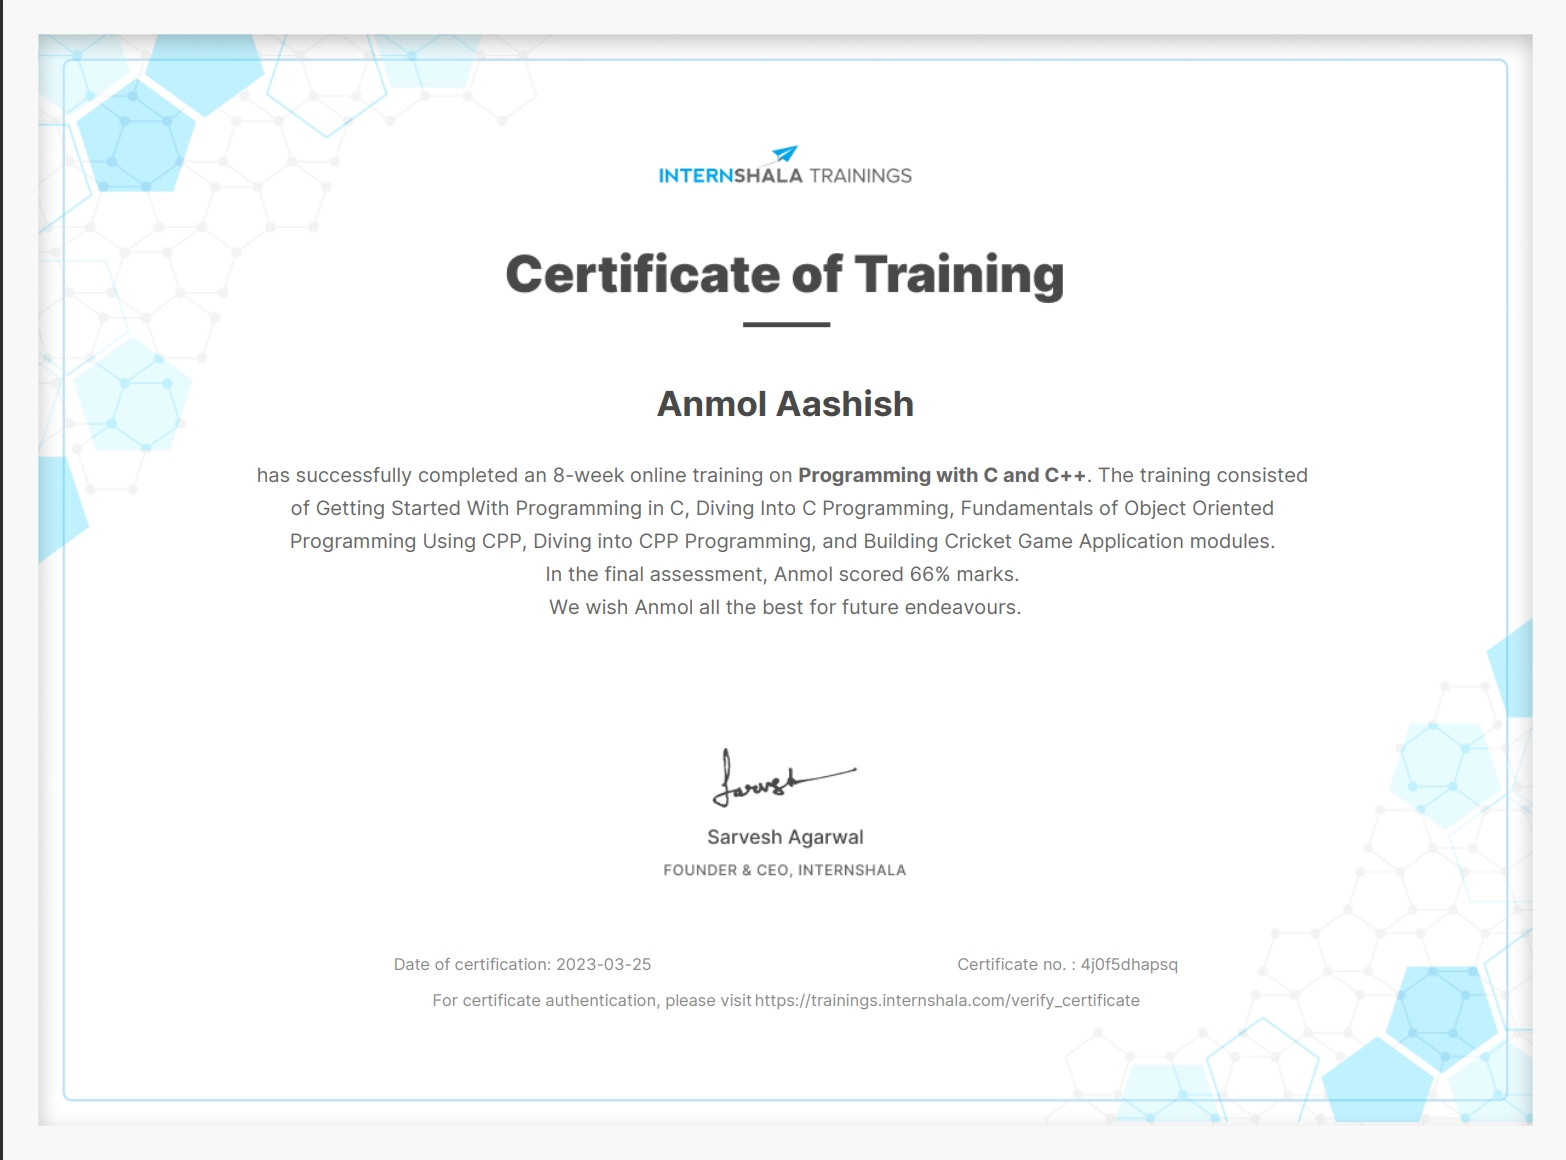 INTERNSHALA TRAININGS
Certificate of Training
Anmol Aashish
has successfully completed an 8-week online training on Programming with C and C++. The training consisted
of Getting Started With Programming in C, Diving Into C Programming, Fundamentals of Object Oriented
Programming Using CPP, Diving into CPP Programming, and Building Cricket Game Application modules.
In the final assessment, Anmol scored 66% marks.
We wish Anmol all the best for future endeavours.
Sarvesh
Sarvesh Agarwal
FOUNDER & CEO, INTERNSHALA
Date of certification: 2023-03-25
Certificate no. : 4j0f5dhapsq
For certificate authentication, please visit https://trainings.internshala.com/verify_certificate